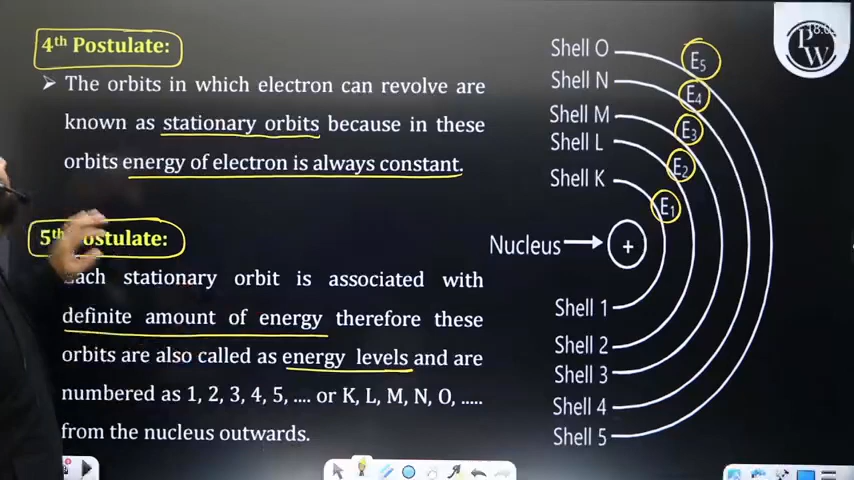 4th Postulate:
➢ The orbits in which electron can revolve are
known as stationary orbits because in these
orbits energy of electron is always constant.
5th Postulate:
Each stationary orbit is associated with
definite amount of energy therefore these
orbits are also called as energy levels and are
numbered as 1, 2, 3, 4, 5, .... or K, L, M, N, O, .....
from the nucleus outwards.
Shell O
Shell N
Shell M
Shell L
Shell K
E5
E4
E3
E2
E1
Nucleus
+
Shell 1
Shell 2
Shell 3
Shell 4
Shell 5
PW